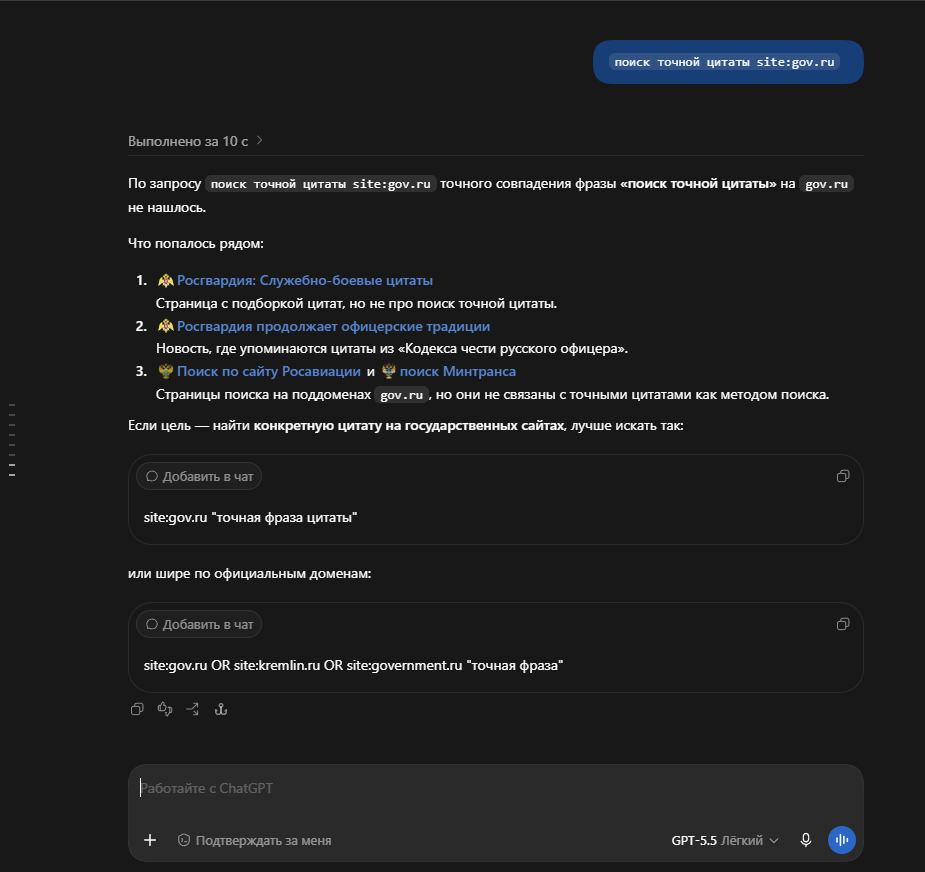 поиск точной цитаты site:gov.ru
Выполнено за 10 с
По запросу поиск точной цитаты site:gov.ru точного совпадения фразы «поиск точной цитаты» на gov.ru
не нашлось.
Что попалось рядом:
1. Росгвардия: Служебно-боевые цитаты
Страница с подборкой цитат, но не про поиск точной цитаты.
2. Росгвардия продолжает офицерские традиции
Новость, где упоминаются цитаты из «Кодекса чести русского офицера».
3. Поиск по сайту Росавиации и поиск Минтранса
Страницы поиска на поддоменах gov.ru, но они не связаны с точными цитатами как методом поиска.
Если цель — найти конкретную цитату на государственных сайтах, лучше искать так:
Добавить в чат
site:gov.ru "точная фраза цитаты"
или шире по официальным доменам:
Добавить в чат
site:gov.ru OR site:kremlin.ru OR site:government.ru "точная фраза"
Работайте с ChatGPT
Подтверждать за меня
GPT-5.5 Лёгкий